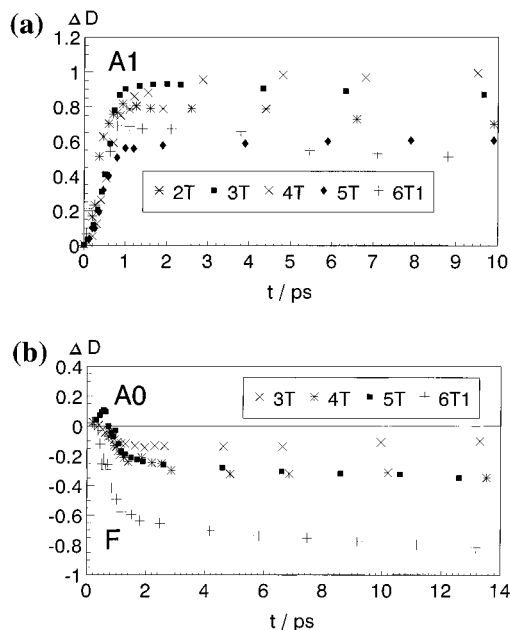 (a)
Δ D
1.2
1
0.8
0.6
0.4
0.2
0
A1
2T 3T 4T 5T 6T1
0 1 2 3 4 5 6 7 8 9 10
t / ps
(b)
Δ D
0.4
0.2
0
-0.2
-0.4
-0.6
-0.8
-1
A0
3T
4T
5T
6T1
F
0 2 4 6 8 10 12 14
t / ps